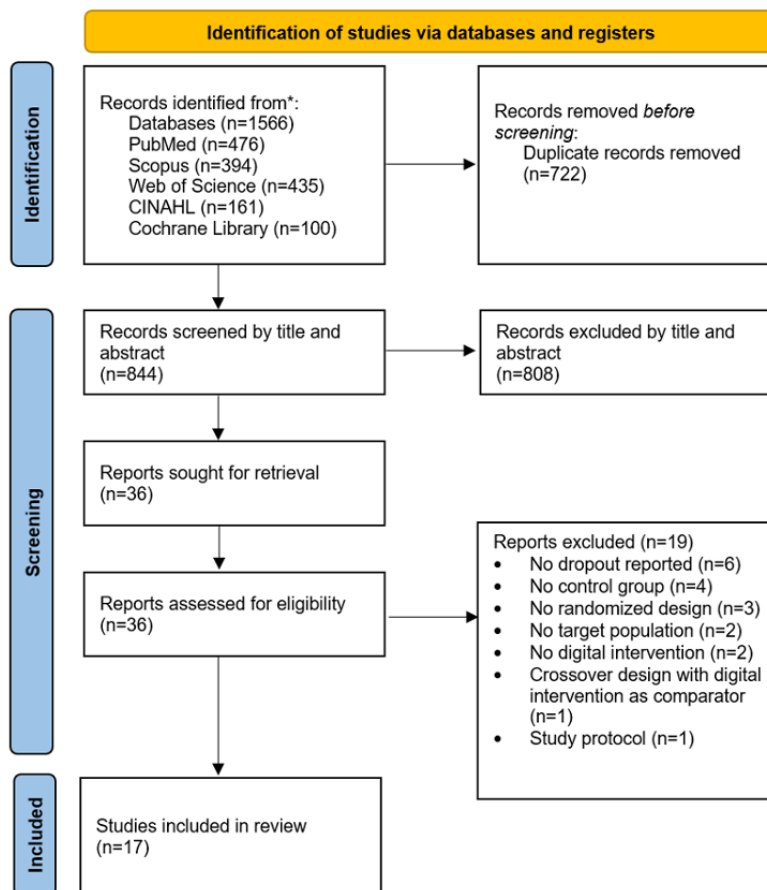 Identification of studies via databases and registers
Identification
Records identified from*:
Databases (n=1566)
PubMed (n=476)
Scopus (n=394)
Web of Science (n=435)
CINAHL (n=161)
Cochrane Library (n=100)
Records removed before
screening:
Duplicate records removed
(n=722)
Screening
Records screened by title and
abstract
(n=844)
Records excluded by title and
abstract
(n=808)
Reports sought for retrieval
(n=36)
Reports assessed for eligibility
(n=36)
Reports excluded (n=19)
• No dropout reported (n=6)
• No control group (n=4)
• No randomized design (n=3)
• No target population (n=2)
• No digital intervention (n=2)
• Crossover design with digital
intervention as comparator
(n=1)
• Study protocol (n=1)
Included
Studies included in review
(n=17)